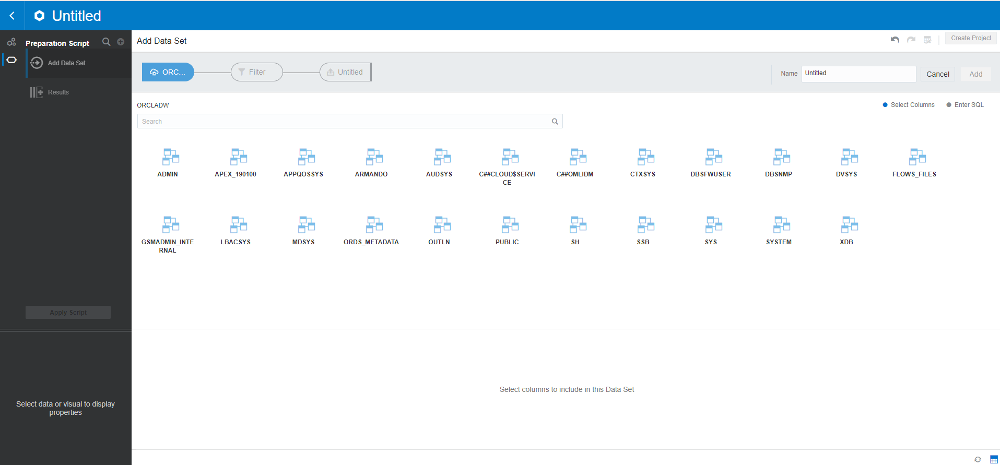 Untitled
Preparation Script
Add Data Set
Results
Apply Script
Select data or visual to display
properties
Add Data Set
Create Project
ORC...
Filter
Untitled
Name
Untitled
Cancel
Add
ORCLADW
Select Columns
Enter SQL
Search
ADMIN
APEX_190100
APPQOSSYS
ARMANDO
AUDSYS
C##CLOUD$SERVI
CE
C##OMLIDM
CTXSYS
DBSFWUSER
DBSNMP
DVSYS
FLOWS_FILES
GSMADMIN_INTE
RNAL
LBACSYS
MDSYS
ORDS_METADATA
OUTLN
PUBLIC
SH
SSB
SYS
SYSTEM
XDB
Select columns to include in this Data Set